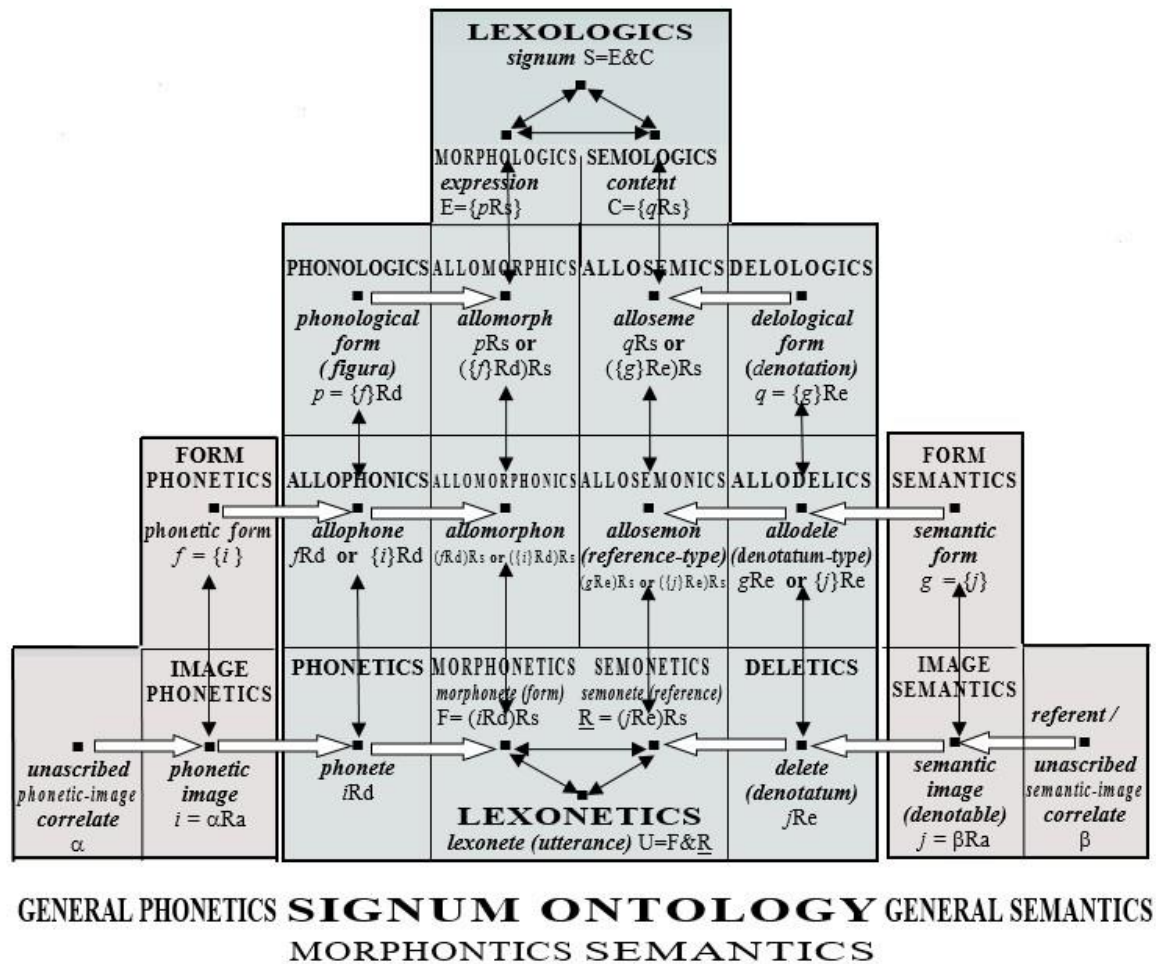 LEXOLOGICS
signum S=E&C
MORPHOLOGICS SEMOLOGICS
expression content
E={pRs} C={qRs}
PHONOLOGICS ALLOMORPHICS ALLOSEMICS DELOLOGICS
phonological allomorph alloseme delological
form pRs or qRs or form
(figura) ({f}Rd)Rs ({g}Re)Rs (denotation)
p = {f}Rd q = {g}Re
FORM PHONETICS
phonetic form
f = {i}
ALLOPHONICS
allophone
fRd or {i}Rd
ALLOMORPHONICS
allomorphon
(fRd)Rs or ({i}Rd)Rs
ALLOSEMONICS
allosemon
(reference-type)
(gRe)Rs or ({j}Re)Rs
ALLODELICS
allodele
(denotatum-type)
gRe or {j}Re
FORM SEMANTICS
semantic
form
g = {j}
unascribed
phonetic-image
correlate
α
IMAGE
PHONETICS
phonetic
image
i = αRa
PHONETICS
phonete
iRd
MORPHONETICS
morphonete (form)
F= (iRd)Rs
SEMONETICS
semonete (reference)
R = (jRe)Rs
LEXONETICS
lexonete (utterance) U=F&R
DELETICS
delete
(denotatum)
jRe
IMAGE
SEMANTICS
semantic
image
(denotable)
j = βRa
referent /
unascribed
semantic-image
correlate
β
GENERAL PHONETICS SIGNUM ONTOLOGY GENERAL SEMANTICS
MORPHONTICS SEMANTICS